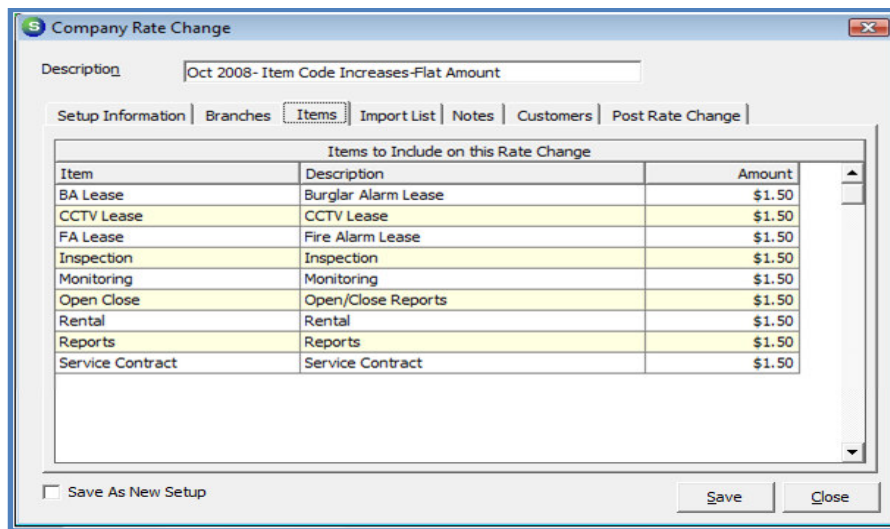 S Company Rate Change
Description Oct 2008- Item Code Increases-Flat Amount
Setup Information Branches Items Import List Notes Customers Post Rate Change
Items to Include on this Rate Change
Item Description Amount
BA Lease Burglar Alarm Lease $1.50
CCTV Lease CCTV Lease $1.50
FA Lease Fire Alarm Lease $1.50
Inspection Inspection $1.50
Monitoring Monitoring $1.50
Open Close Open/Close Reports $1.50
Rental Rental $1.50
Reports Reports $1.50
Service Contract Service Contract $1.50
Save As New Setup Save Close